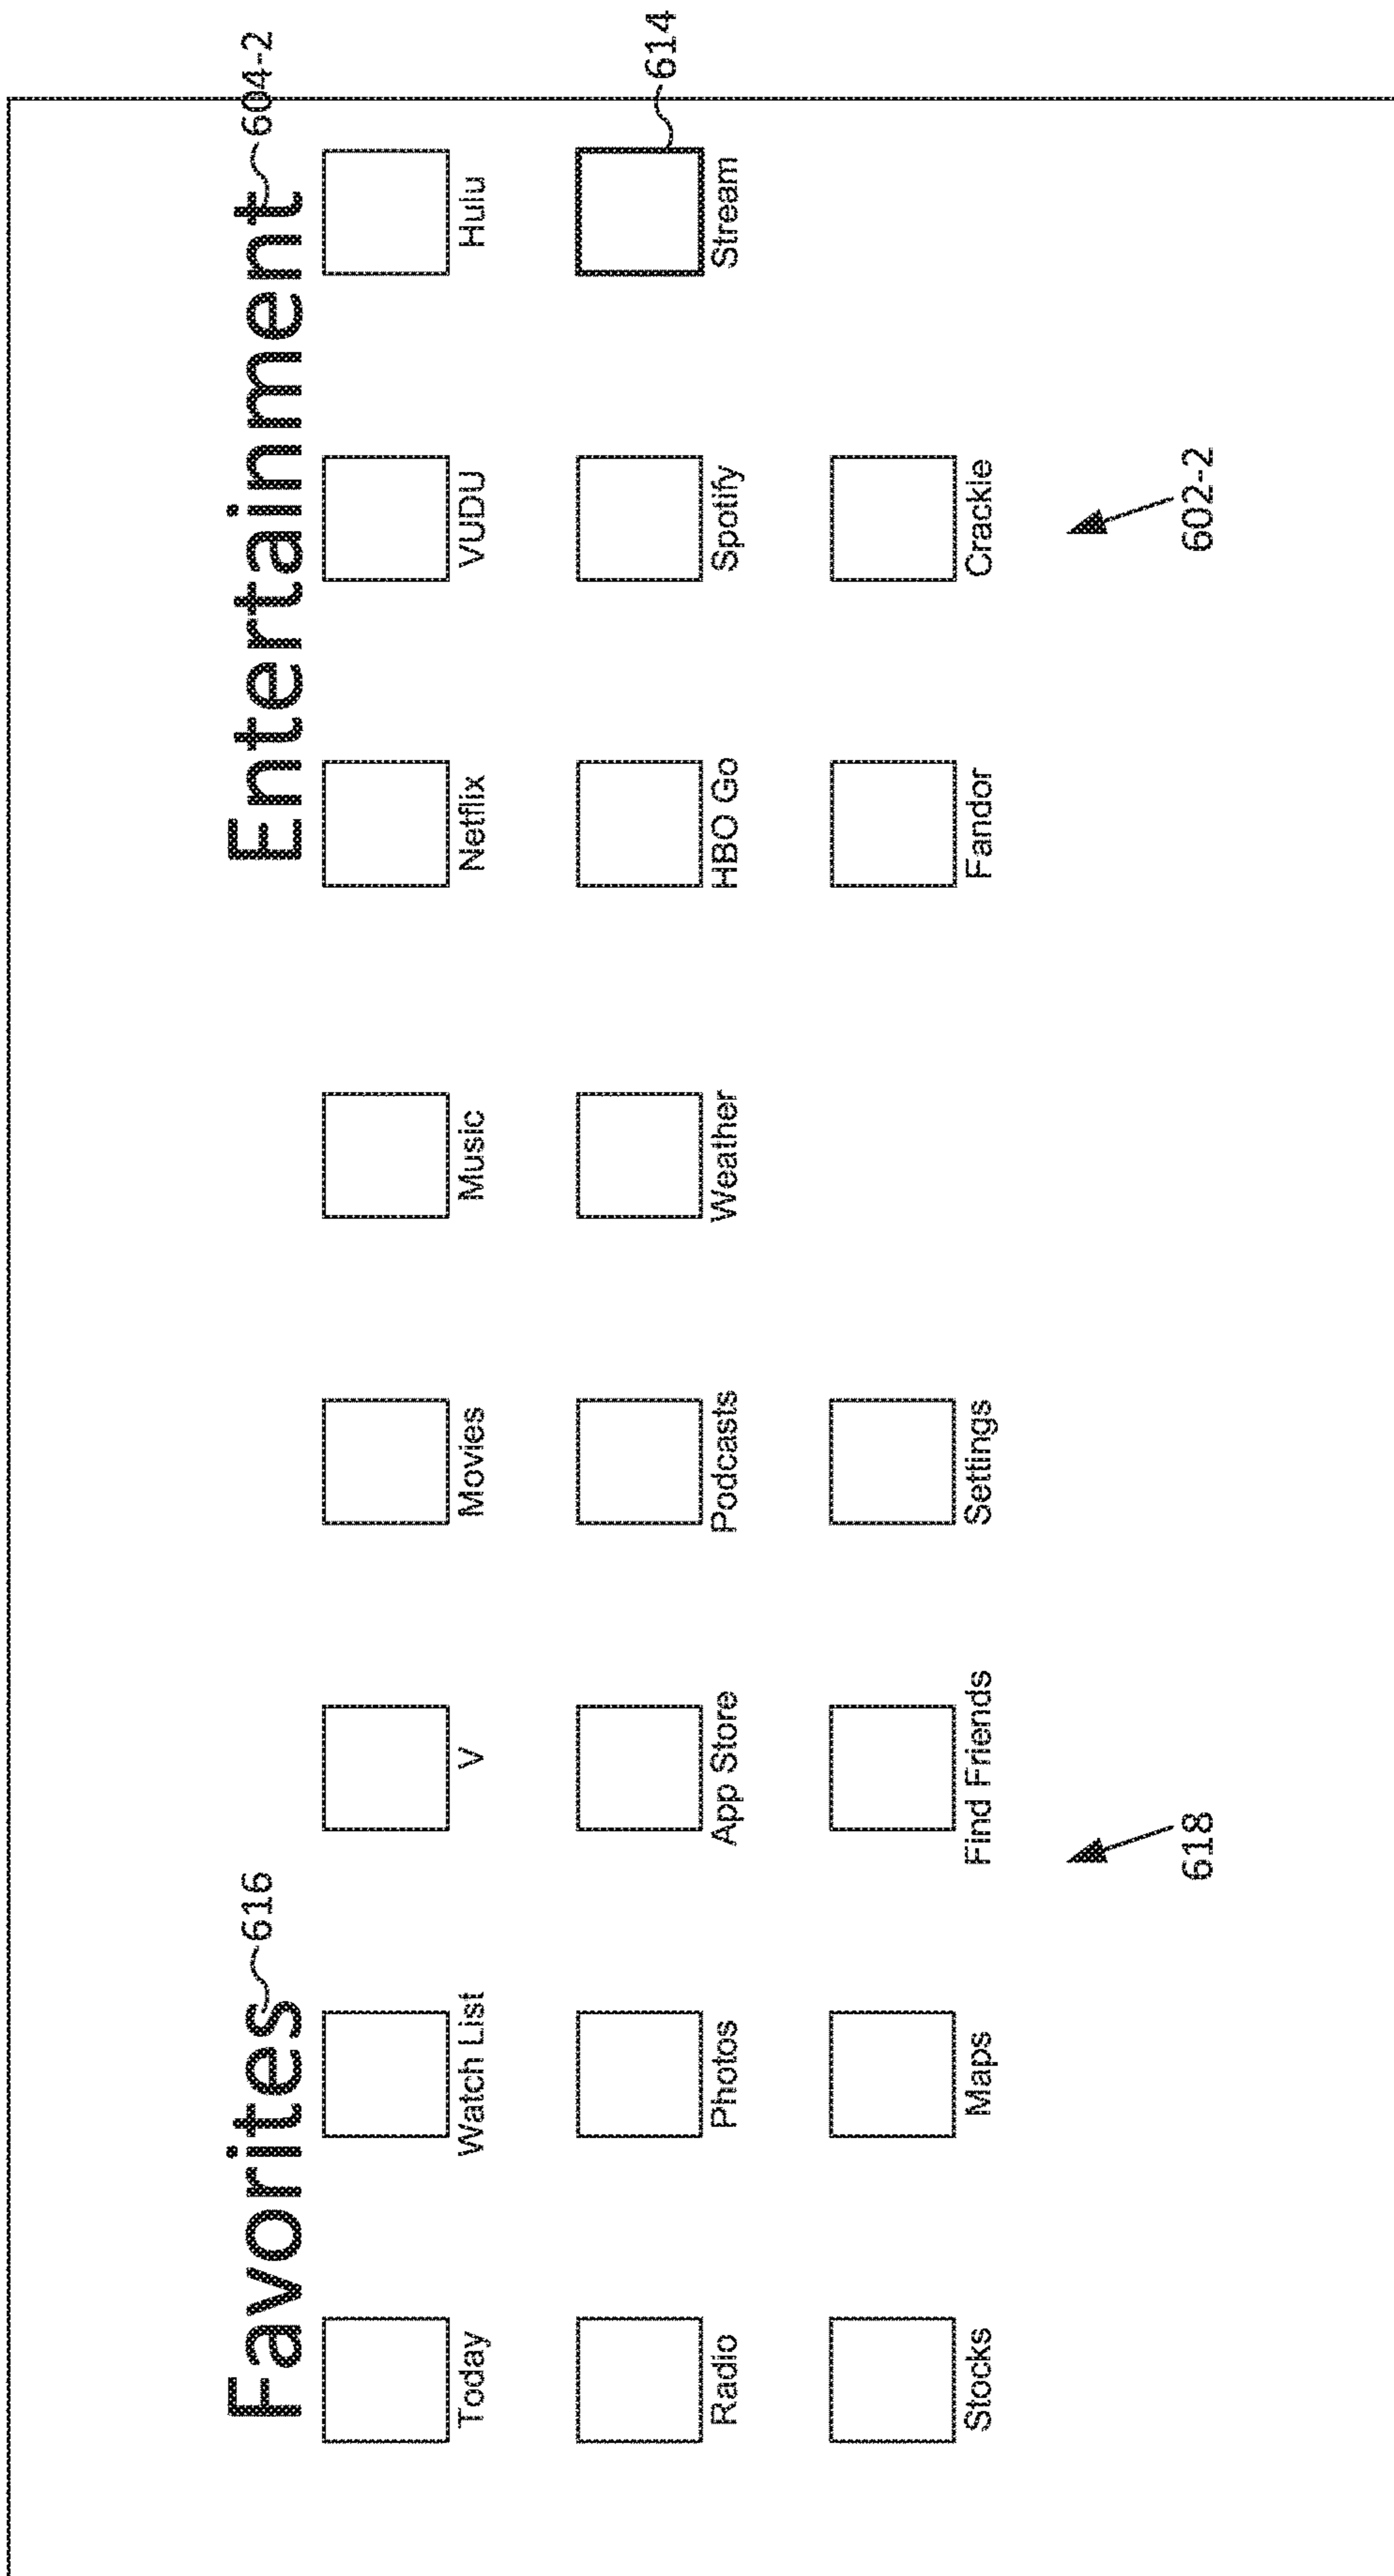 Favorites 616 Entertainment 604-2
Today Watch List V Movies Music Netflix VUDU Hulu
614
Radio Photos App Store Podcasts Weather HBO Go Spotify Stream
Stocks Maps Find Friends Settings Fandor Crackle
618 602-2